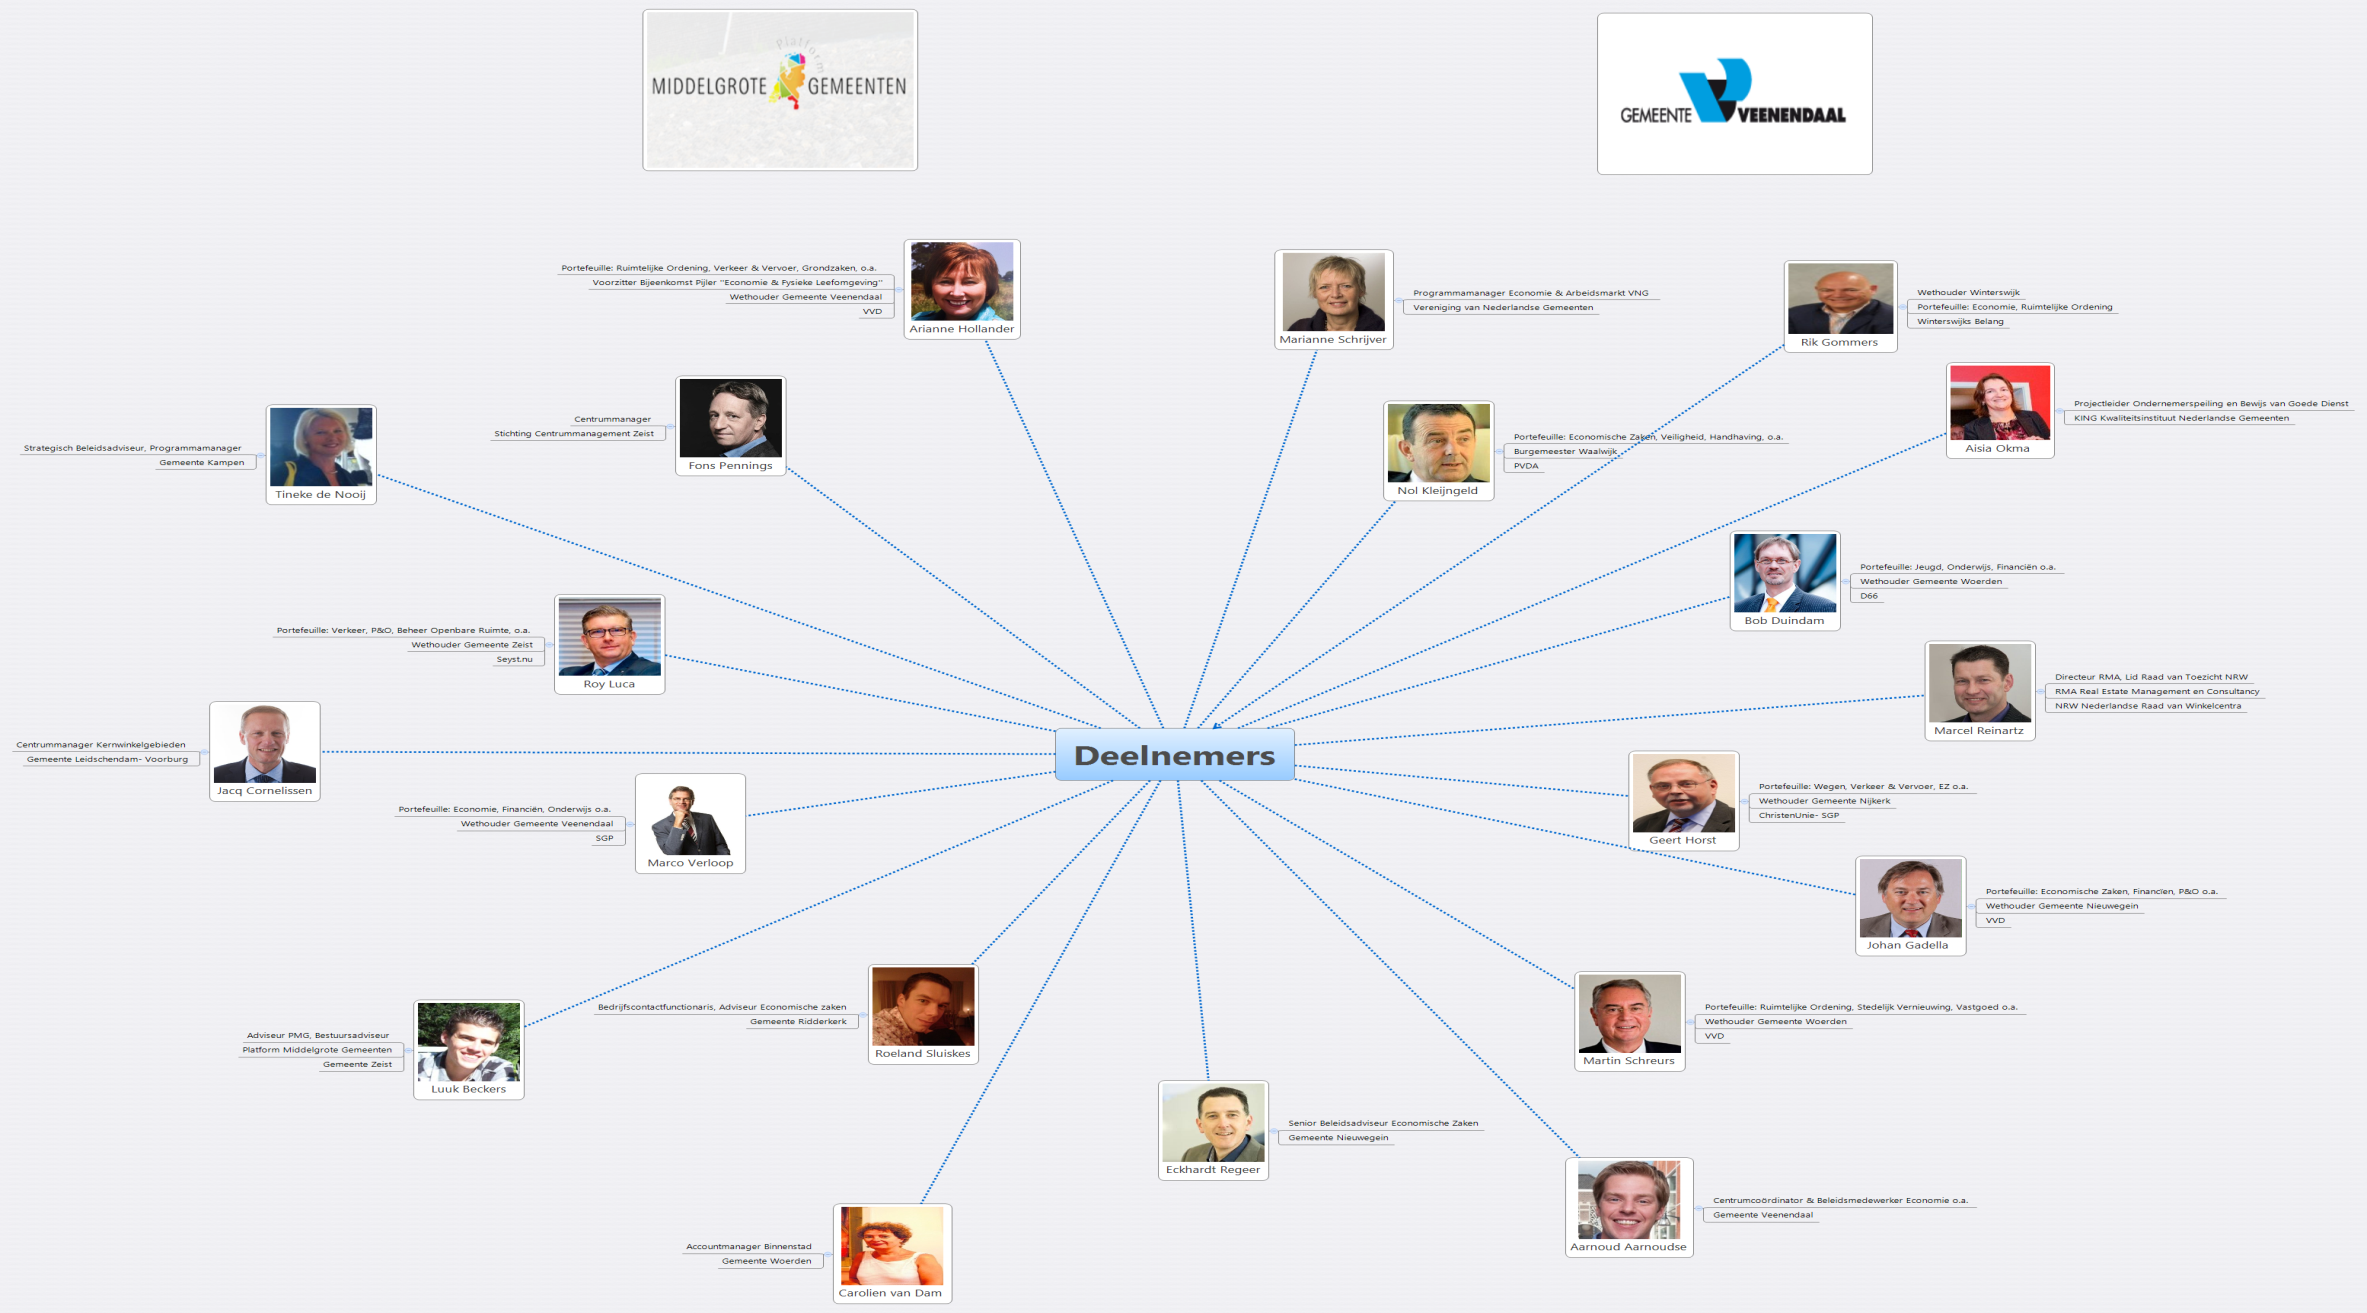 Platform
MIDDELGROTE GEMEENTEN
GEMEENTE VEENENDAAL
Portefeuille: Ruimtelijke Ordening, Verkeer & Vervoer, Grondzaken, o.a.
Voorzitter Bijeenkomst Pijler "Economie & Fysieke Leefomgeving"
Wethouder Gemeente Veenendaal
VVD
Arianne Hollander
Programmamanager Economie & Arbeidsmarkt VNG
Vereniging van Nederlandse Gemeenten
Marianne Schrijver
Wethouder Winterswijk
Portefeuille: Economie, Ruimtelijke Ordening
Winterswijks Belang
Rik Gommers
Projectleider Ondernemerspeiling en Bewijs van Goede Dienst
KING Kwaliteitsinstituut Nederlandse Gemeenten
Aisia Okma
Centrummanager
Stichting Centrummanagement Zeist
Fons Pennings
Strategisch Beleidsadviseur, Programmamanager
Gemeente Kampen
Tineke de Nooij
Portefeuille: Economische Zaken, Veiligheid, Handhaving, o.a.
Burgemeester Waalwijk
PVDA
Nol Kleijngeld
Portefeuille: Jeugd, Onderwijs, Financiën o.a.
Wethouder Gemeente Woerden
D66
Bob Duindam
Portefeuille: Verkeer, P&O, Beheer Openbare Ruimte, o.a.
Wethouder Gemeente Zeist
Seyst.nu
Roy Luca
Directeur RMA, Lid Raad van Toezicht NRW
RMA Real Estate Management en Consultancy
NRW Nederlandse Raad van Winkelcentra
Marcel Reinartz
Centrummanager Kernwinkelgebieden
Gemeente Leidschendam- Voorburg
Jacq Cornelissen
Deelnemers
Portefeuille: Economie, Financiën, Onderwijs o.a.
Wethouder Gemeente Veenendaal
SGP
Marco Verloop
Portefeuille: Wegen, Verkeer & Vervoer, EZ o.a.
Wethouder Gemeente Nijkerk
ChristenUnie- SGP
Geert Horst
Portefeuille: Economische Zaken, Financïen, P&O o.a.
Wethouder Gemeente Nieuwegein
VVD
Johan Gadella
Bedrijfscontactfunctionaris, Adviseur Economische zaken
Gemeente Ridderkerk
Roeland Sluiskes
Portefeuille: Ruimtelijke Ordening, Stedelijk Vernieuwing, Vastgoed o.a.
Wethouder Gemeente Woerden
VVD
Martin Schreurs
Adviseur PMG, Bestuursadviseur
Platform Middelgrote Gemeenten
Gemeente Zeist
Luuk Beckers
Senior Beleidsadviseur Economische Zaken
Gemeente Nieuwegein
Eckhardt Regeer
Centrumcoördinator & Beleidsmedewerker Economie o.a.
Gemeente Veenendaal
Aarnoud Aarnoudse
Accountmanager Binnenstad
Gemeente Woerden
Carolien van Dam